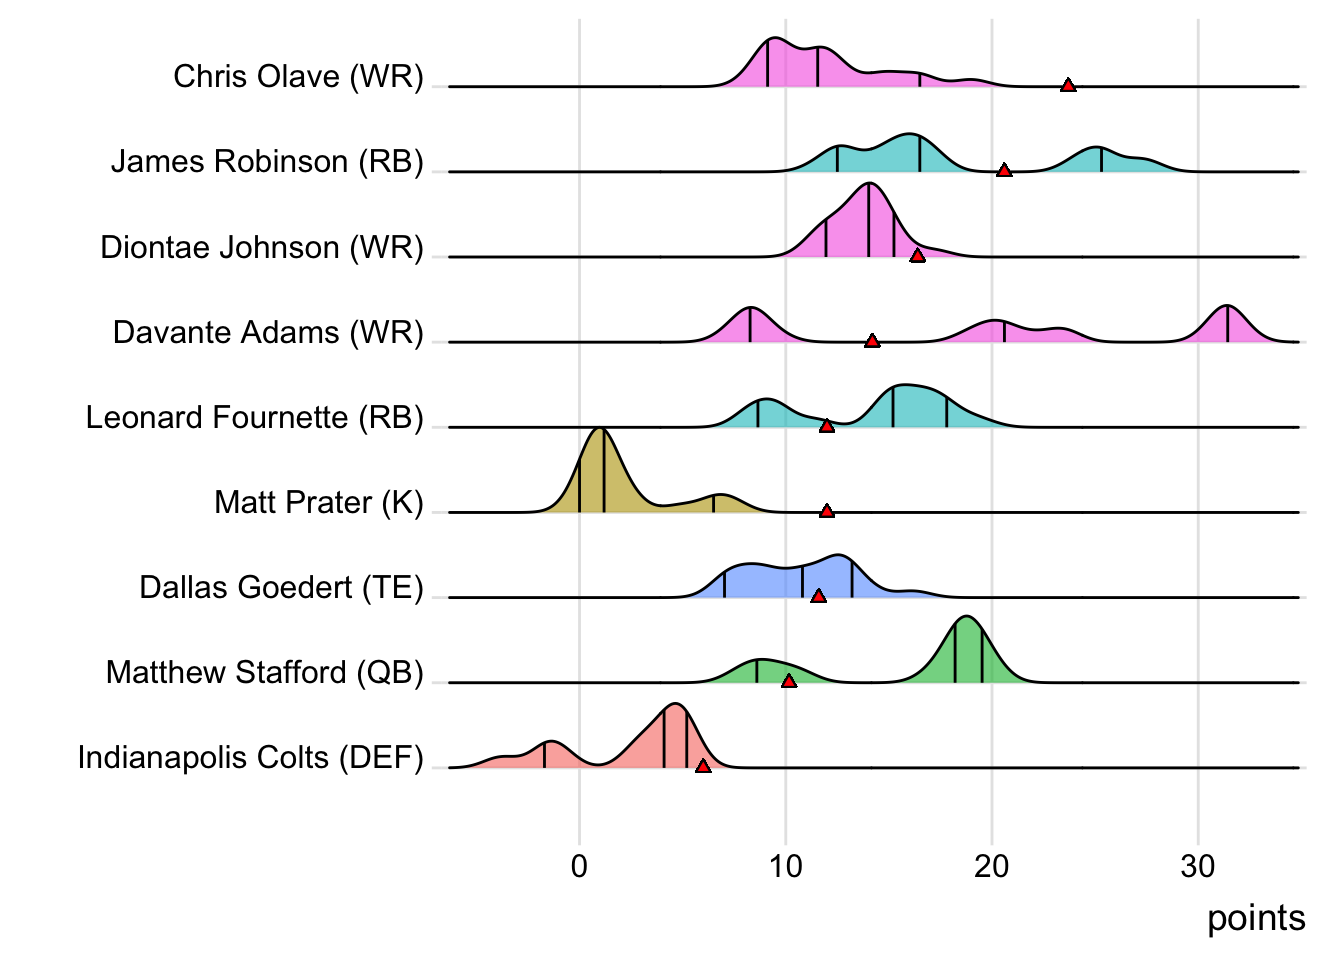 Chris Olave (WR)
James Robinson (RB)
Diontae Johnson (WR)
Davante Adams (WR)
Leonard Fournette (RB)
Matt Prater (K)
Dallas Goedert (TE)
Matthew Stafford (QB)
Indianapolis Colts (DEF)
0 10 20 30
points